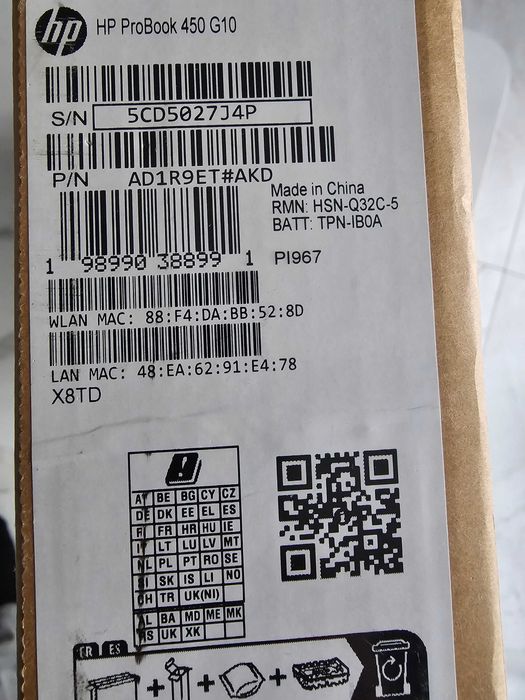 hp HP ProBook 450 G10
S/N 5CD5027J4P
P/N AD1R9ET#AKD
Made in China
RMN: HSN-Q32C-5
BATT: TPN-IB0A
1 98990 38899 1 PI967
WLAN MAC: 88:F4:DA:BB:52:8D
LAN MAC: 48:EA:62:91:E4:78
X8TD
AT BE BG CY CZ
DE DK EE EL ES
FI FR HR HU IE
IT LT LU LV MT
NL PL PT RO SE
SI SK IS LI NO
CH TR UK(NI)
AL BA MD ME MK
RS UK XK
FR ES
+ + +